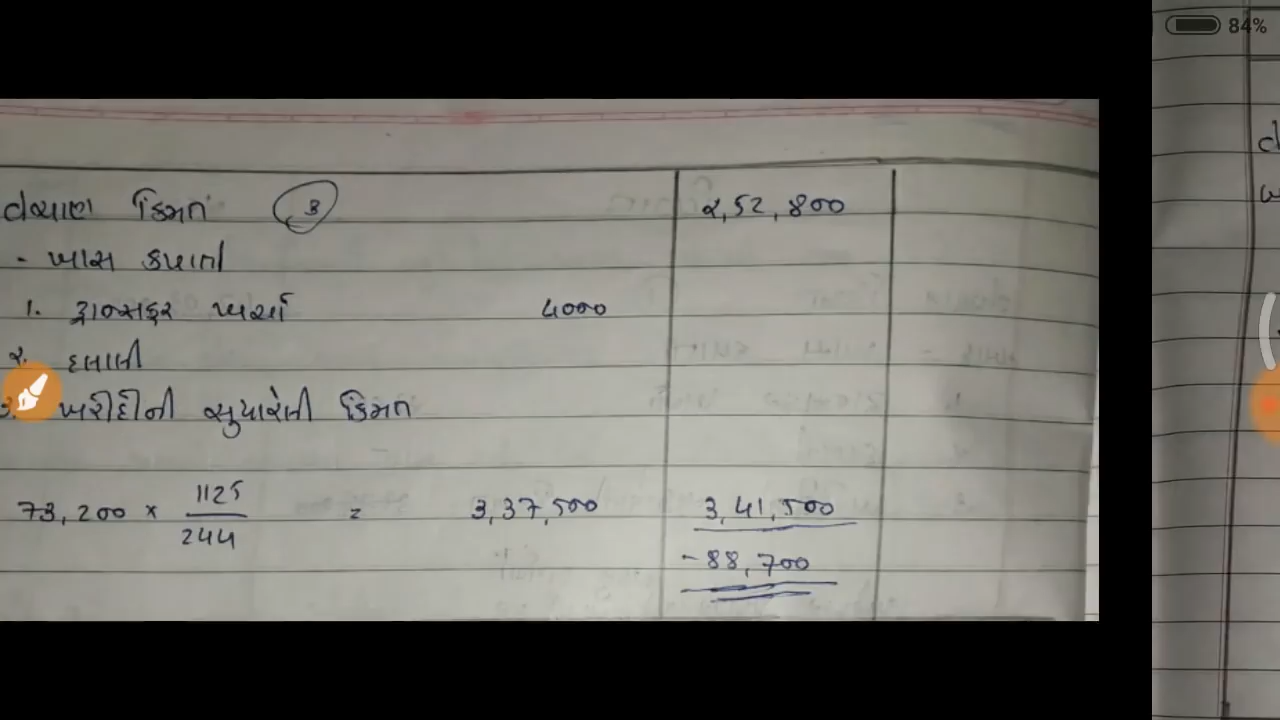 84%
વેચાણ કિંમત 3 ૨,52,800
- ખાસ કપાત
1. ટ્રાન્સફર ખર્ચા 4000
૨. દલાલી
3. ખરીદીની સુધારેલી કિંમત
73,200 × 1125/244 = 3,37,500 3,41,500
-88,700